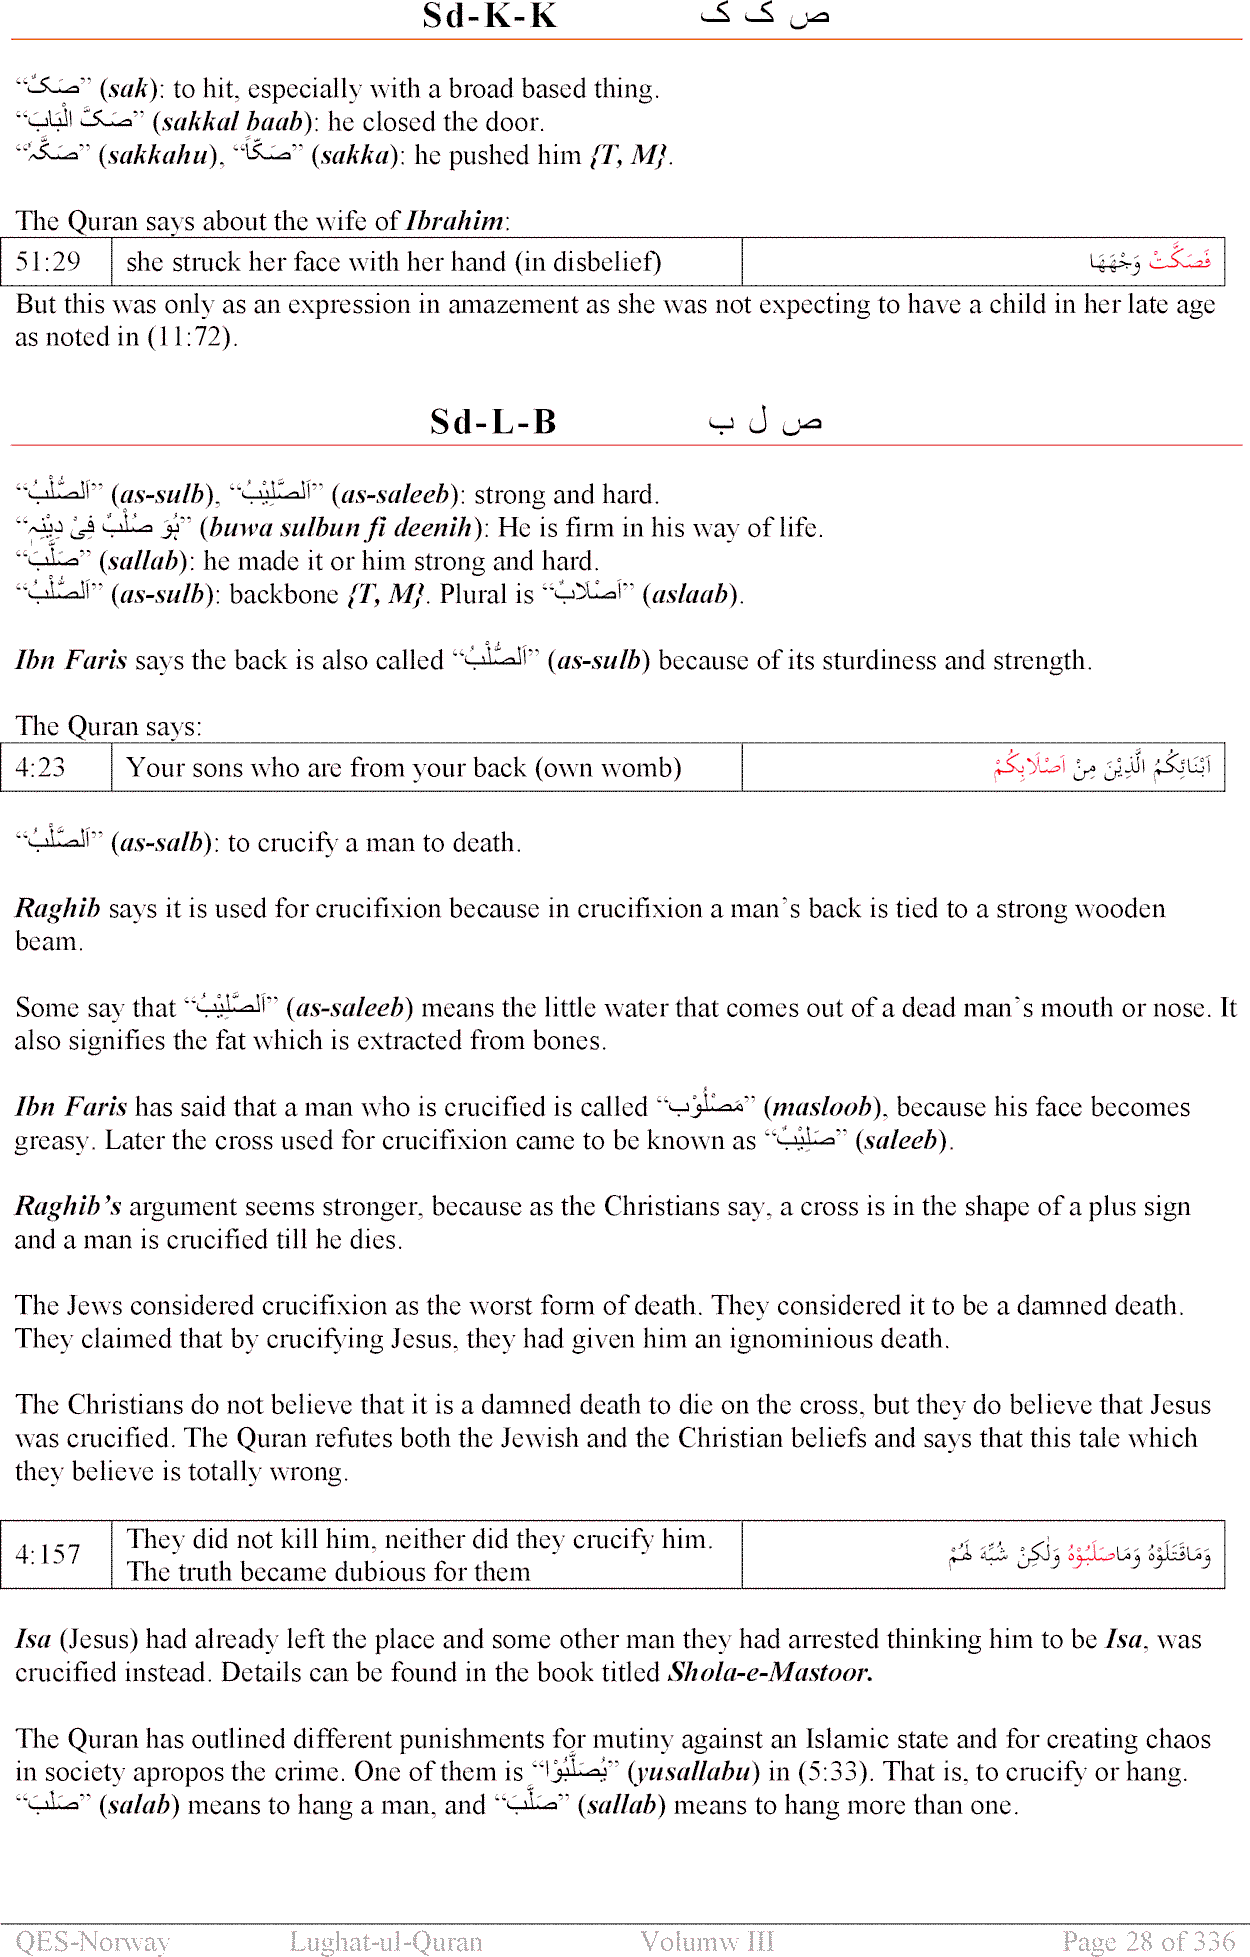 Sd-K-K ص ک ک
“صَکٌّ” (sak): to hit, especially with a broad based thing.
“صَکَّ الْبَابَ” (sakkal baab): he closed the door.
“صَکَّہٗ” (sakkahu), “صَکّاً” (sakka): he pushed him {T, M}.
The Quran says about the wife of Ibrahim:
51:29 she struck her face with her hand (in disbelief) فَصَكَّتْ وَجْهَهَا
But this was only as an expression in amazement as she was not expecting to have a child in her late age
as noted in (11:72).
Sd-L-B ص ل ب
“اَلصُّلْبُ” (as-sulb), “اَلصَّلِیْبُ” (as-saleeb): strong and hard.
“ہُوَ صُلْبٌ فِیْ دِیْنِہٖ” (buwa sulbun fi deenih): He is firm in his way of life.
“صَلَّبَ” (sallab): he made it or him strong and hard.
“اَلصُّلْبُ” (as-sulb): backbone {T, M}. Plural is “اَصْلَابٌ” (aslaab).
Ibn Faris says the back is also called “اَلصُّلْبُ” (as-sulb) because of its sturdiness and strength.
The Quran says:
4:23 Your sons who are from your back (own womb) اَبْنَائِكُمُ الَّذِيْنَ مِنْ اَصْلَابِكُمْ
“اَلصَّلْبُ” (as-salb): to crucify a man to death.
Raghib says it is used for crucifixion because in crucifixion a man’s back is tied to a strong wooden
beam.
Some say that “اَلصَّلِیْبُ” (as-saleeb) means the little water that comes out of a dead man’s mouth or nose. It
also signifies the fat which is extracted from bones.
Ibn Faris has said that a man who is crucified is called “مَصْلُوْب” (masloob), because his face becomes
greasy. Later the cross used for crucifixion came to be known as “صَلِیْبٌ” (saleeb).
Raghib’s argument seems stronger, because as the Christians say, a cross is in the shape of a plus sign
and a man is crucified till he dies.
The Jews considered crucifixion as the worst form of death. They considered it to be a damned death.
They claimed that by crucifying Jesus, they had given him an ignominious death.
The Christians do not believe that it is a damned death to die on the cross, but they do believe that Jesus
was crucified. The Quran refutes both the Jewish and the Christian beliefs and says that this tale which
they believe is totally wrong.
4:157 They did not kill him, neither did they crucify him. وَمَاقَتَلُوْهُ وَمَاصَلَبُوْهُ وَلٰكِنْ شُبِّهَ لَهُمْ
The truth became dubious for them
Isa (Jesus) had already left the place and some other man they had arrested thinking him to be Isa, was
crucified instead. Details can be found in the book titled Shola-e-Mastoor.
The Quran has outlined different punishments for mutiny against an Islamic state and for creating chaos
in society apropos the crime. One of them is “یُصَلَّبُوْا” (yusallabu) in (5:33). That is, to crucify or hang.
“صَلَبَ” (salab) means to hang a man, and “صَلَّبَ” (sallab) means to hang more than one.
QES-Norway Lughat-ul-Quran Volumw III Page 28 of 336